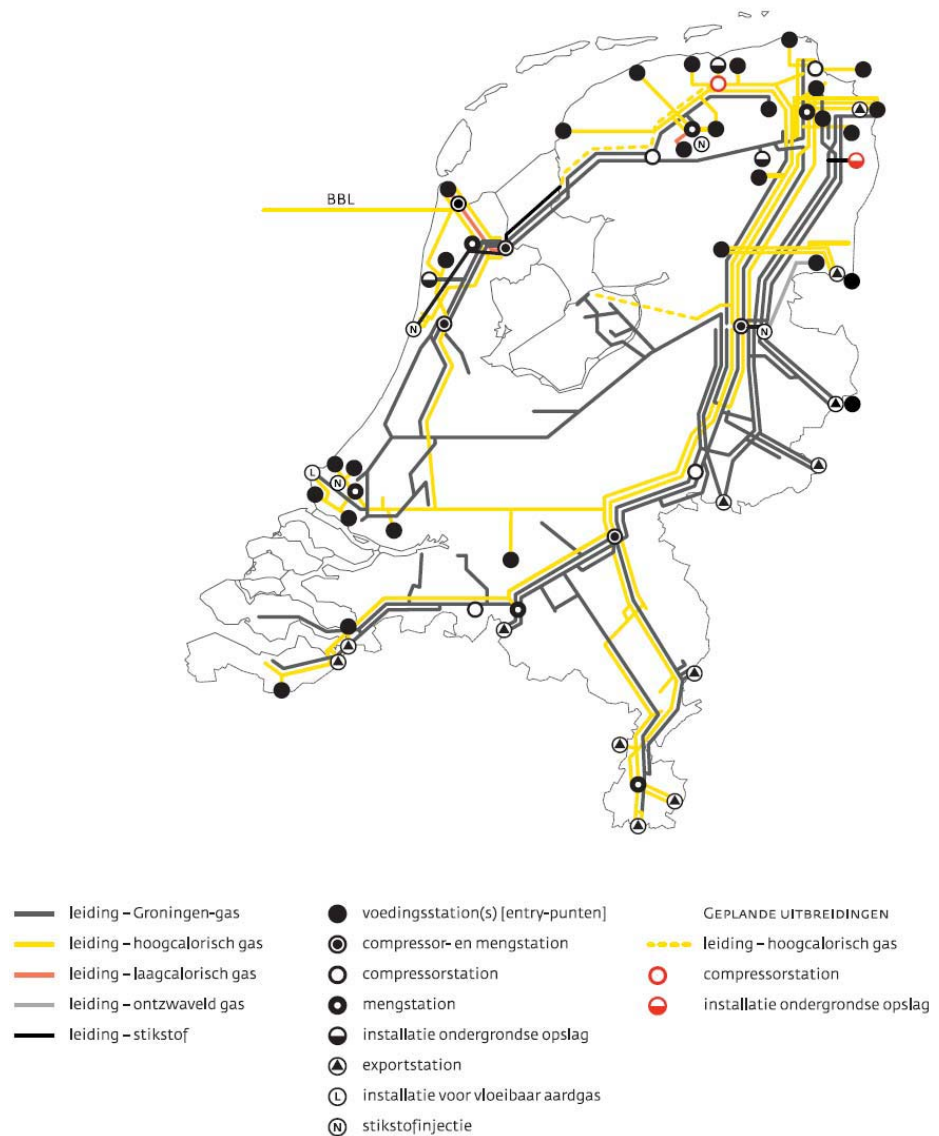 BBL
N
N
N
L
N
leiding – Groningen-gas
leiding – hoogcalorisch gas
leiding – laagcalorisch gas
leiding – ontzwaveld gas
leiding – stikstof
voedingsstation(s) [entry-punten]
compressor- en mengstation
compressorstation
mengstation
installatie ondergrondse opslag
exportstation
L installatie voor vloeibaar aardgas
N stikstofinjectie
GEPLANDE UITBREIDINGEN
leiding – hoogcalorisch gas
compressorstation
installatie ondergrondse opslag